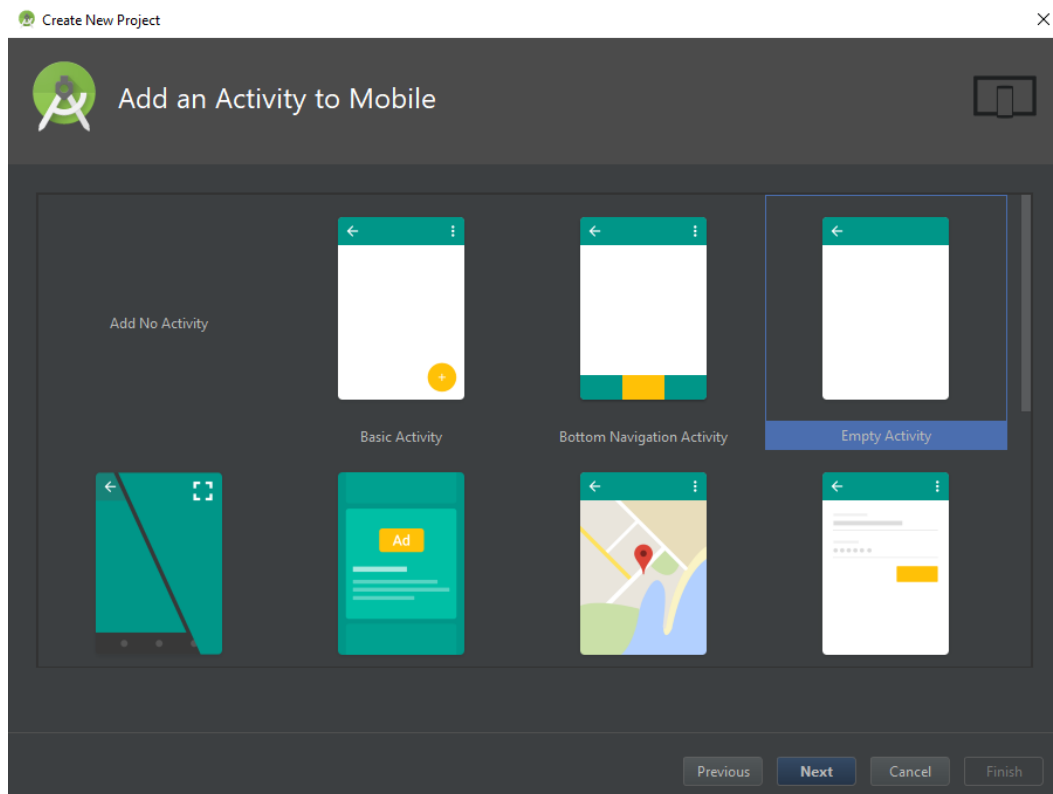 Create New Project
Add an Activity to Mobile
Add No Activity
Basic Activity
Bottom Navigation Activity
Empty Activity
Ad
Previous
Next
Cancel
Finish